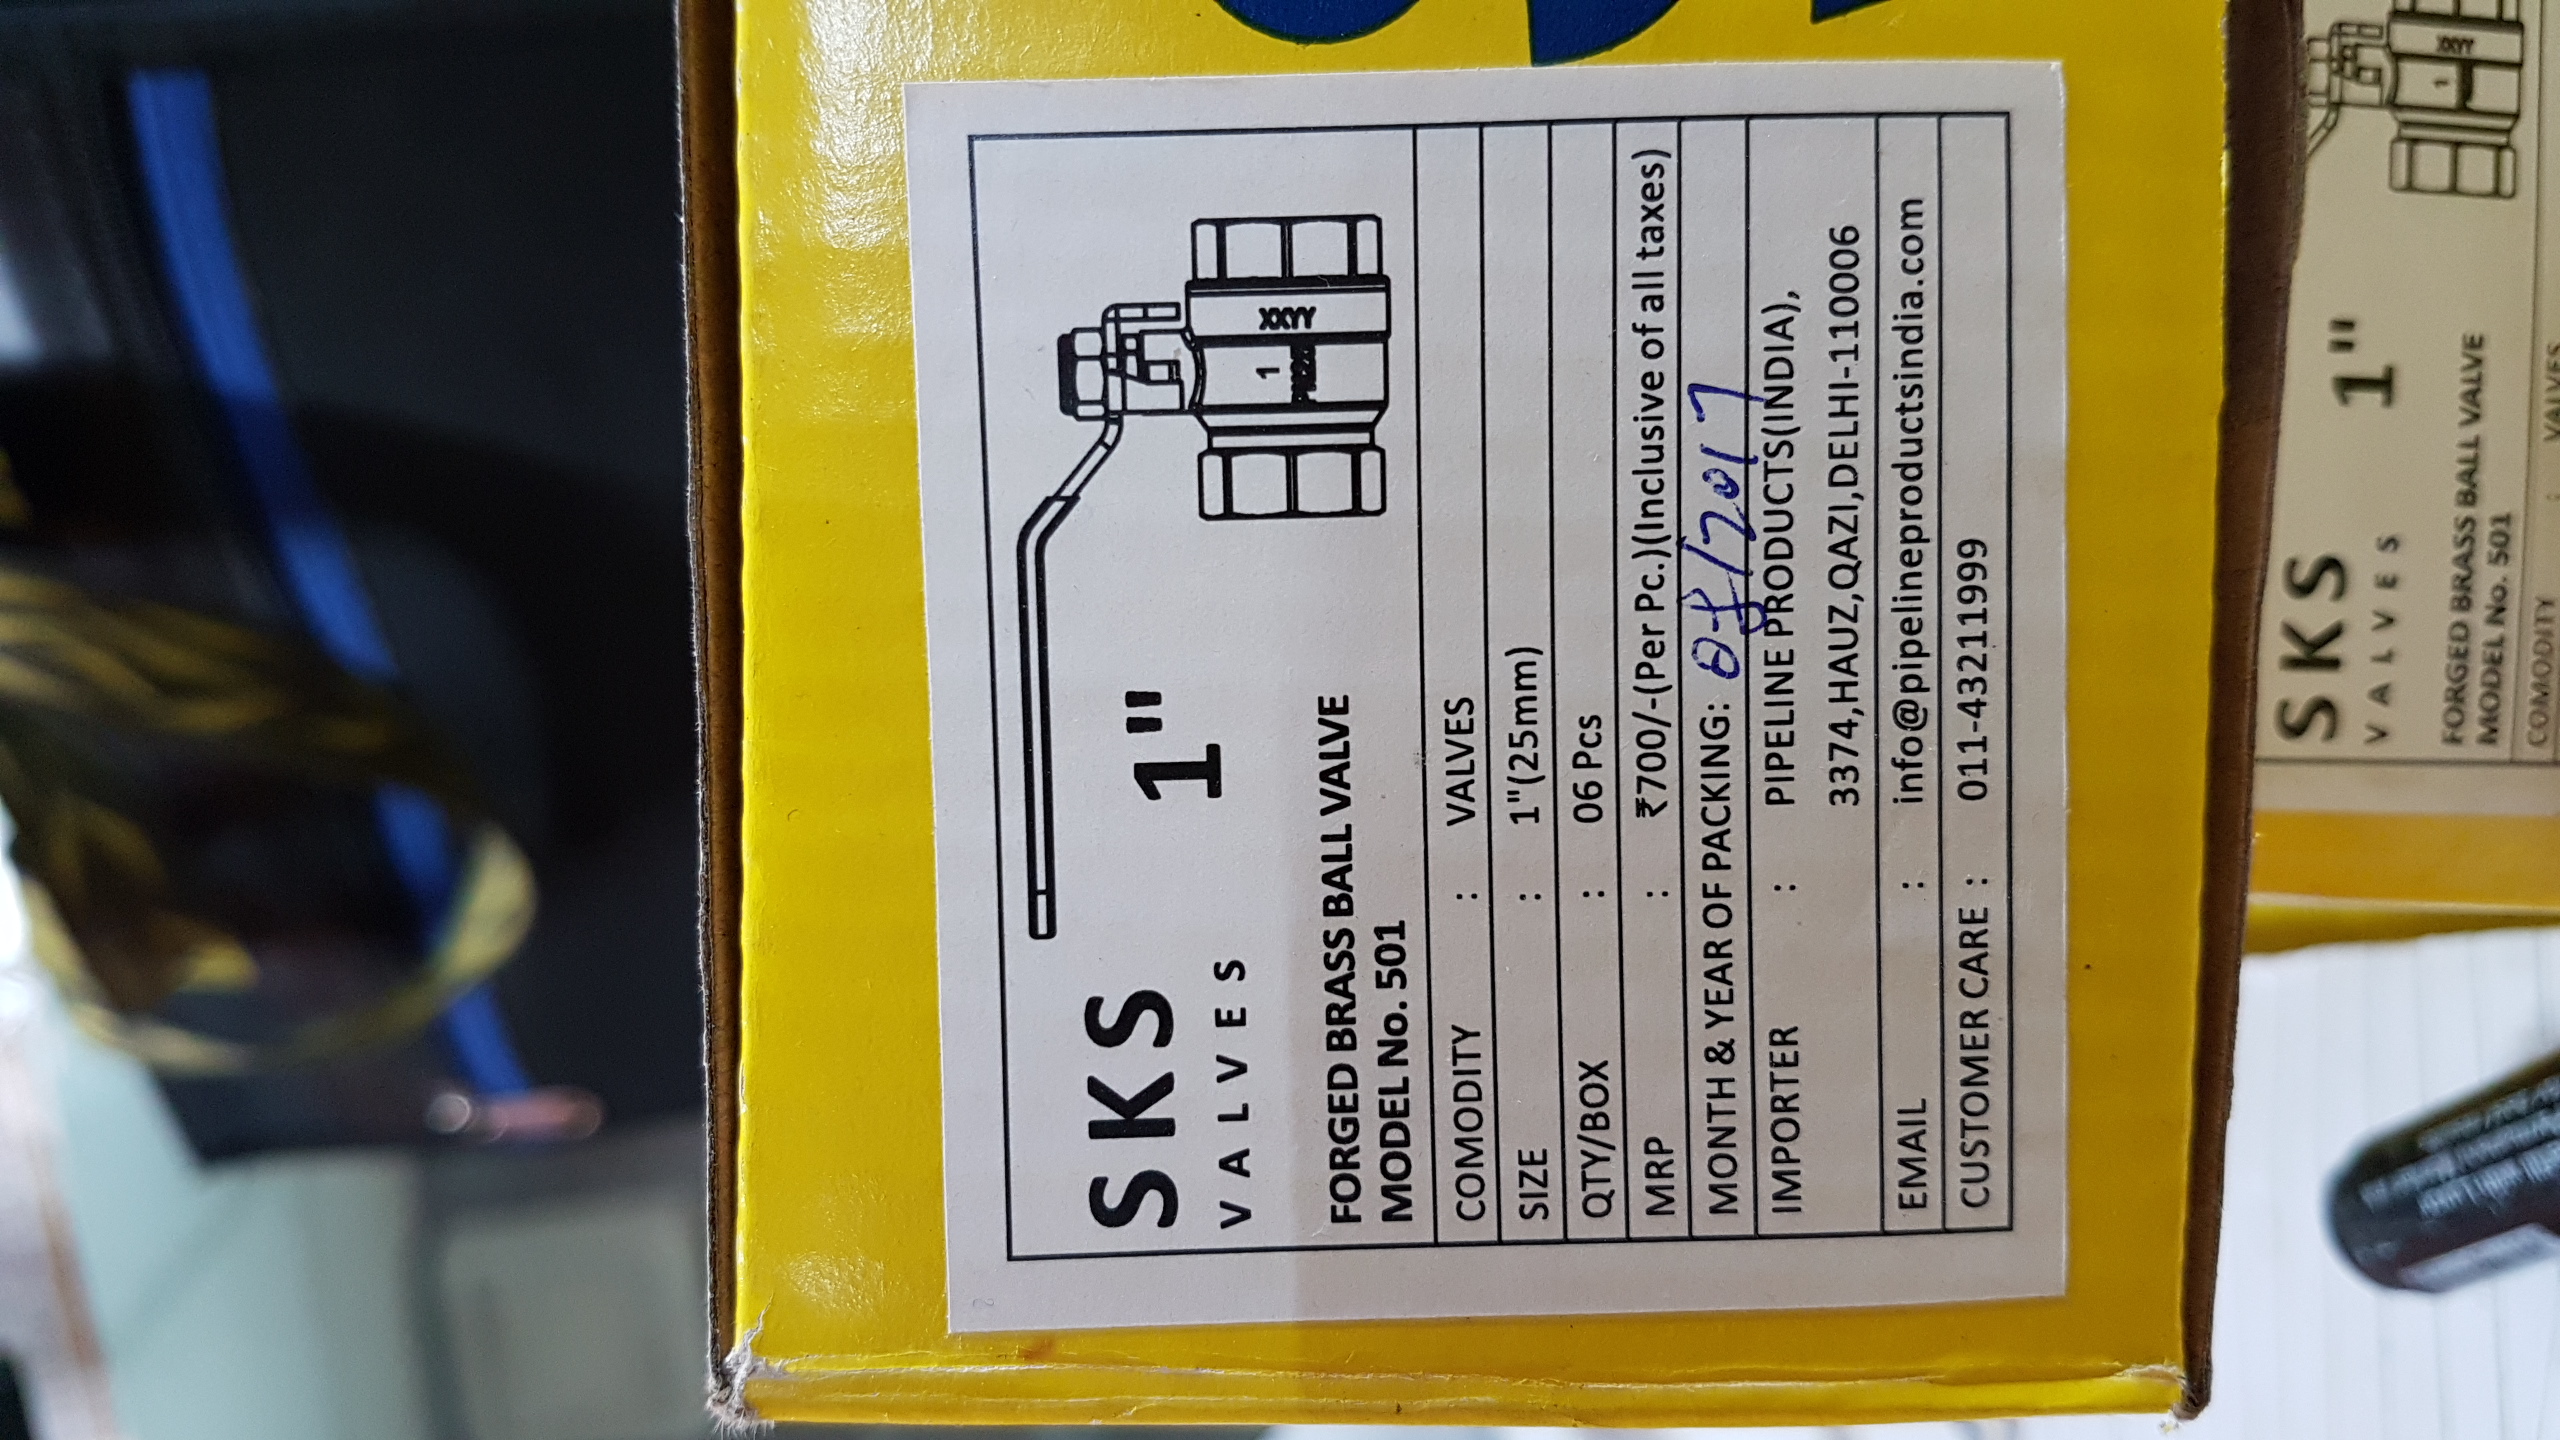 SKS 1"
VALVES
FORGED BRASS BALL VALVE
MODEL No. 501
XXYY
1
COMODITY : VALVES
SIZE : 1"(25mm)
QTY/BOX : 06 Pcs
MRP : ₹700/-(Per Pc.)(Inclusive of all taxes)
MONTH & YEAR OF PACKING: 08/2017
IMPORTER : PIPELINE PRODUCTS(INDIA),
3374,HAUZ,QAZI,DELHI-110006
EMAIL : info@pipelineproductsindia.com
CUSTOMER CARE : 011-43211999
SKS 1"
VALVES
FORGED BRASS BALL VALVE
MODEL No. 501
COMODITY : VALVES
XXYY
1